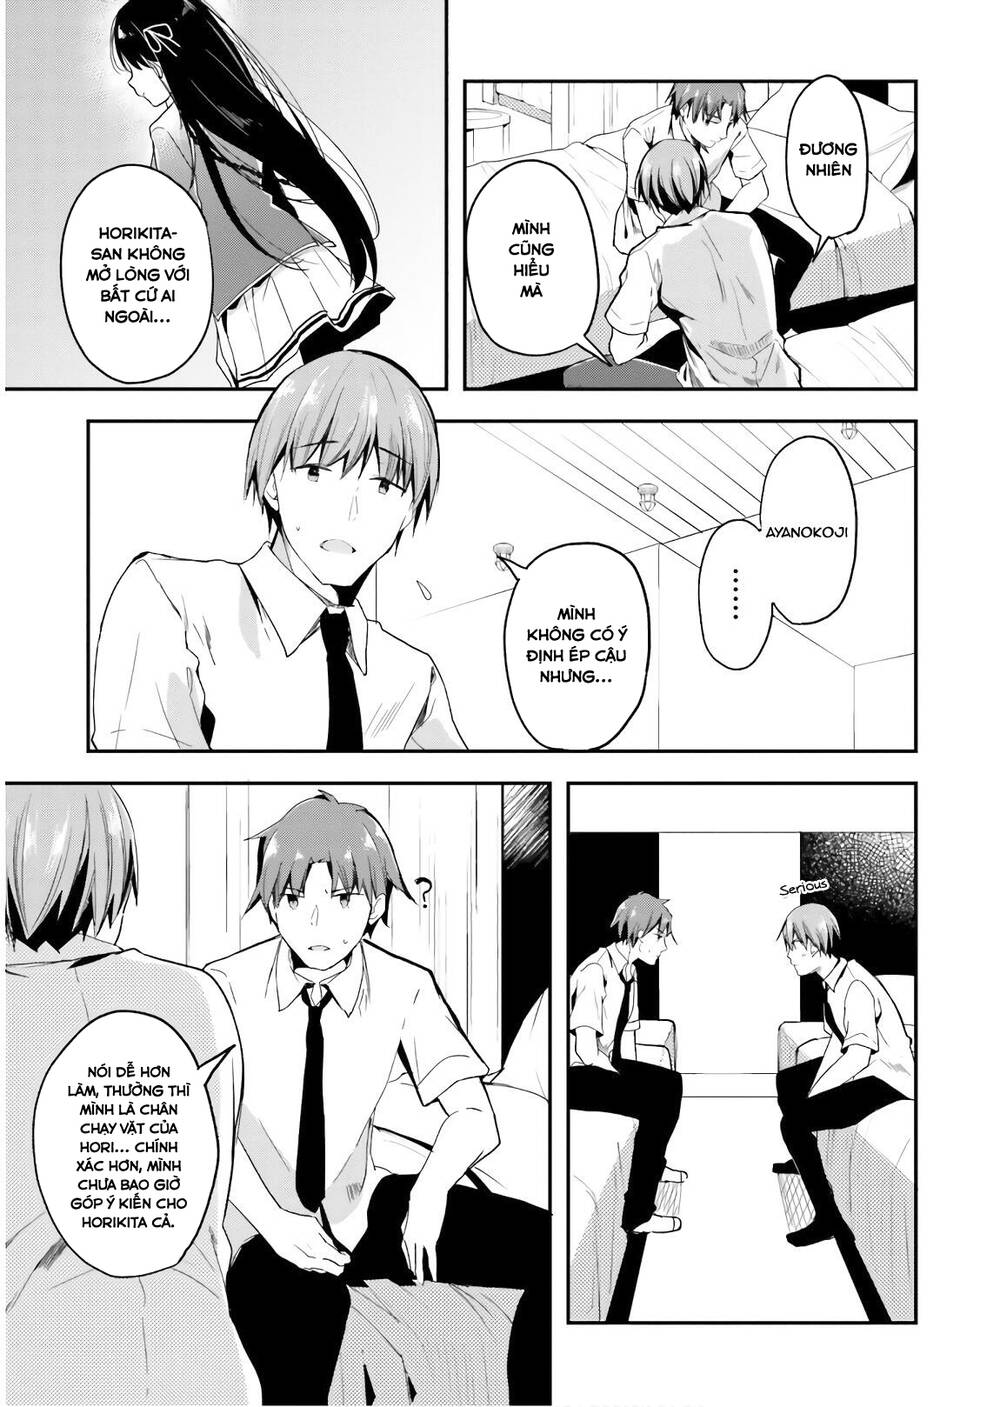 ĐƯƠNG
NHIÊN
MÌNH
CŨNG
HIỂU
MÀ
HORIKITA-
SAN KHÔNG
MỞ LÒNG VỚI
BẤT CỨ AI
NGOÀI...
AYANOKOJI
......
MÌNH
KHÔNG CÓ Ý
ĐỊNH ÉP CẬU
NHƯNG...
Serious
?
NÓI DỄ HƠN
LÀM, THƯỜNG THÌ
MÌNH LÀ CHÂN
CHẠY VẶT CỦA
HORI... CHÍNH
XÁC HƠN, MÌNH
CHƯA BAO GIỜ
GÓP Ý KIẾN CHO
HORIKITA CẢ.